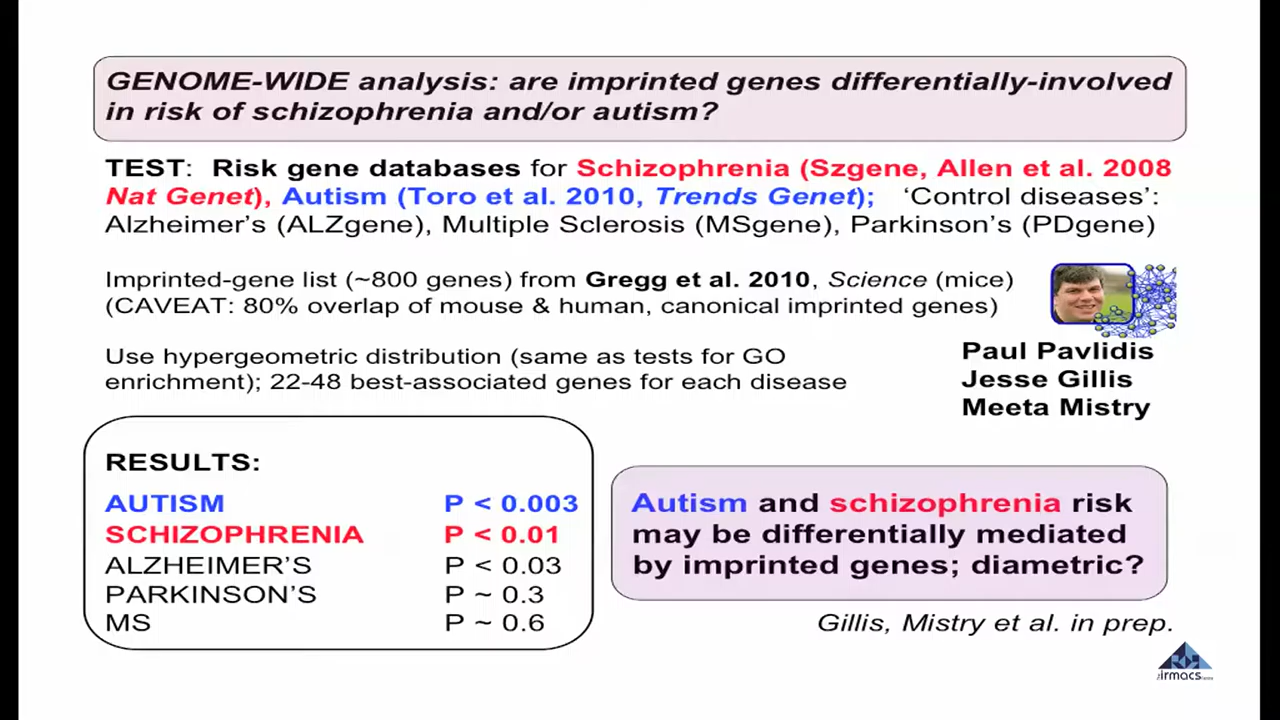 GENOME-WIDE analysis: are imprinted genes differentially-involved
in risk of schizophrenia and/or autism?
TEST: Risk gene databases for Schizophrenia (Szgene, Allen et al. 2008
Nat Genet), Autism (Toro et al. 2010, Trends Genet); ‘Control diseases’:
Alzheimer’s (ALZgene), Multiple Sclerosis (MSgene), Parkinson’s (PDgene)
Imprinted-gene list (~800 genes) from Gregg et al. 2010, Science (mice)
(CAVEAT: 80% overlap of mouse & human, canonical imprinted genes)
Use hypergeometric distribution (same as tests for GO
enrichment); 22-48 best-associated genes for each disease
Paul Pavlidis
Jesse Gillis
Meeta Mistry
RESULTS:
AUTISM P < 0.003
SCHIZOPHRENIA P < 0.01
ALZHEIMER’S P < 0.03
PARKINSON’S P ~ 0.3
MS P ~ 0.6
Autism and schizophrenia risk
may be differentially mediated
by imprinted genes; diametric?
Gillis, Mistry et al. in prep.
irmacs